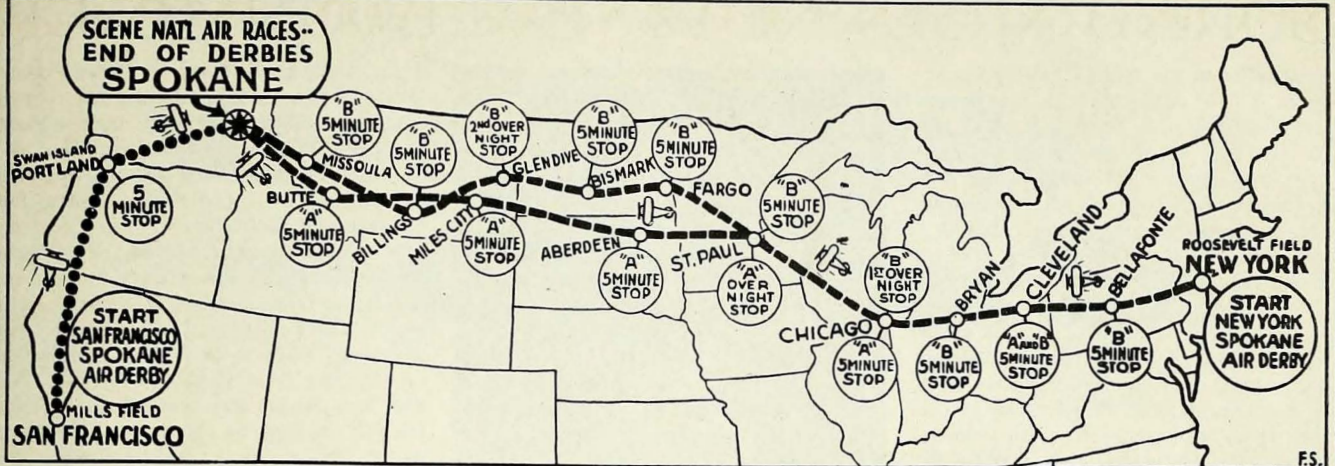 SCENE NAT'L AIR RACES--
END OF DERBIES
SPOKANE
SWAN ISLAND
PORTLAND
5
MINUTE
STOP
START
SAN FRANCISCO
SPOKANE
AIR DERBY
MILLS FIELD
SAN FRANCISCO
"B"
5 MINUTE
STOP
MISSOULA
BUTTE
"A"
5 MINUTE
STOP
"B"
5 MINUTE
STOP
BILLINGS
MILES CITY
"A"
5 MINUTE
STOP
"B"
2ND OVER
NIGHT
STOP
GLENDIVE
"B"
5 MINUTE
STOP
BISMARK
"B"
5 MINUTE
STOP
FARGO
ABERDEEN
"A"
5 MINUTE
STOP
ST. PAUL
"B"
5 MINUTE
STOP
"A"
OVER
NIGHT
STOP
"B"
1ST OVER
NIGHT
STOP
CHICAGO
"A"
5 MINUTE
STOP
BRYAN
"B"
5 MINUTE
STOP
CLEVELAND
"A" AND "B"
5 MINUTE
STOP
BELLAFONTE
"B"
5 MINUTE
STOP
ROOSEVELT FIELD
NEW YORK
START
NEW YORK
SPOKANE
AIR DERBY
F.S.